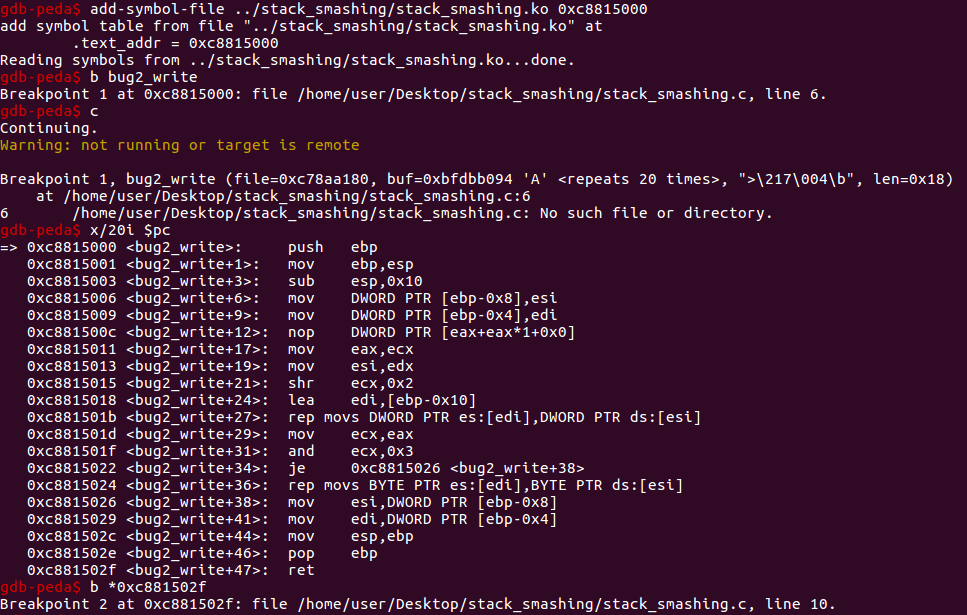 gdb-peda$ add-symbol-file ../stack_smashing/stack_smashing.ko 0xc8815000
add symbol table from file "../stack_smashing/stack_smashing.ko" at
        .text_addr = 0xc8815000
Reading symbols from ../stack_smashing/stack_smashing.ko...done.
gdb-peda$ b bug2_write
Breakpoint 1 at 0xc8815000: file /home/user/Desktop/stack_smashing/stack_smashing.c, line 6.
gdb-peda$ c
Continuing.
Warning: not running or target is remote

Breakpoint 1, bug2_write (file=0xc78aa180, buf=0xbfdbb094 'A' <repeats 20 times>, ">\217\004\b", len=0x18)
    at /home/user/Desktop/stack_smashing/stack_smashing.c:6
6       /home/user/Desktop/stack_smashing/stack_smashing.c: No such file or directory.
gdb-peda$ x/20i $pc
=> 0xc8815000 <bug2_write>:     push   ebp
   0xc8815001 <bug2_write+1>:   mov    ebp,esp
   0xc8815003 <bug2_write+3>:   sub    esp,0x10
   0xc8815006 <bug2_write+6>:   mov    DWORD PTR [ebp-0x8],esi
   0xc8815009 <bug2_write+9>:   mov    DWORD PTR [ebp-0x4],edi
   0xc881500c <bug2_write+12>:  nop    DWORD PTR [eax+eax*1+0x0]
   0xc8815011 <bug2_write+17>:  mov    eax,ecx
   0xc8815013 <bug2_write+19>:  mov    esi,edx
   0xc8815015 <bug2_write+21>:  shr    ecx,0x2
   0xc8815018 <bug2_write+24>:  lea    edi,[ebp-0x10]
   0xc881501b <bug2_write+27>:  rep movs DWORD PTR es:[edi],DWORD PTR ds:[esi]
   0xc881501d <bug2_write+29>:  mov    ecx,eax
   0xc881501f <bug2_write+31>:  and    ecx,0x3
   0xc8815022 <bug2_write+34>:  je     0xc8815026 <bug2_write+38>
   0xc8815024 <bug2_write+36>:  rep movs BYTE PTR es:[edi],BYTE PTR ds:[esi]
   0xc8815026 <bug2_write+38>:  mov    esi,DWORD PTR [ebp-0x8]
   0xc8815029 <bug2_write+41>:  mov    edi,DWORD PTR [ebp-0x4]
   0xc881502c <bug2_write+44>:  mov    esp,ebp
   0xc881502e <bug2_write+46>:  pop    ebp
   0xc881502f <bug2_write+47>:  ret
gdb-peda$ b *0xc881502f
Breakpoint 2 at 0xc881502f: file /home/user/Desktop/stack_smashing/stack_smashing.c, line 10.